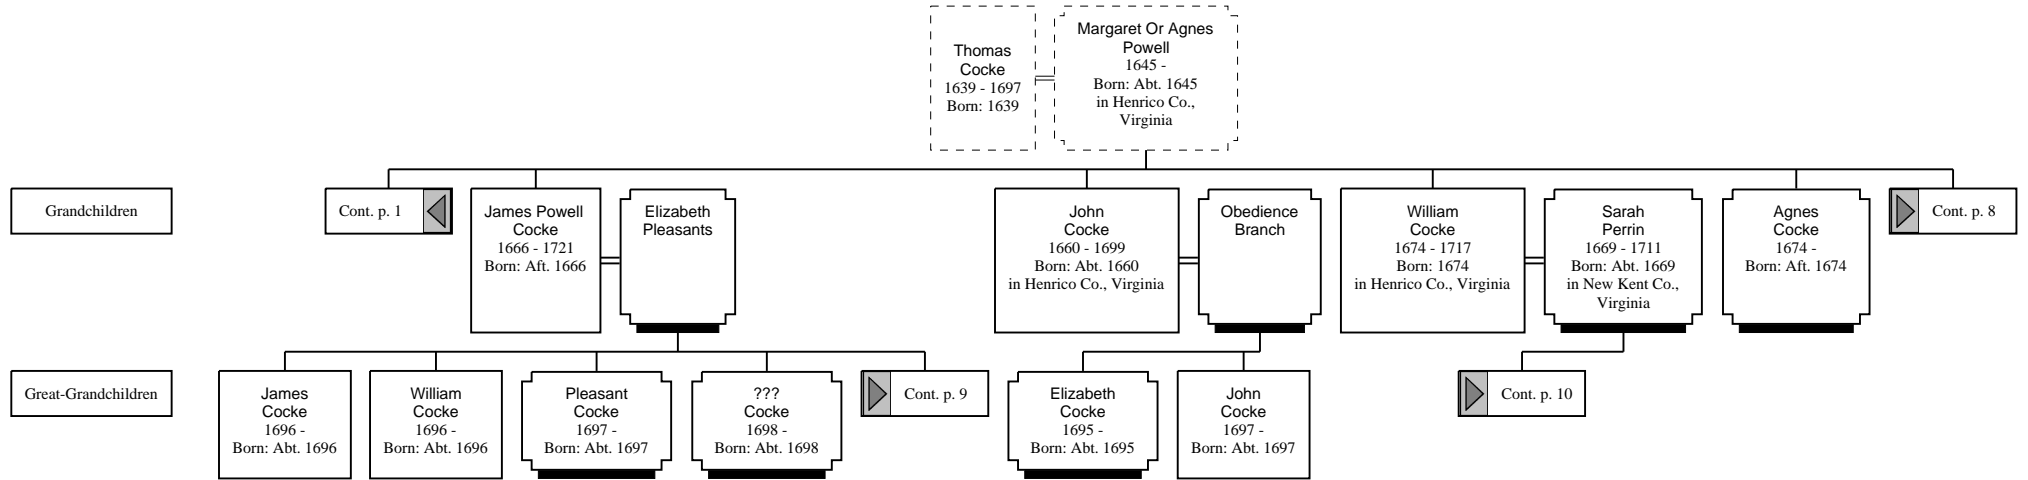 Thomas
Cocke
1639 - 1697
Born: 1639
Margaret Or Agnes
Powell
1645 -
Born: Abt. 1645
in Henrico Co.,
Virginia
Grandchildren
Cont. p. 1
James Powell
Cocke
1666 - 1721
Born: Aft. 1666
Elizabeth
Pleasants
John
Cocke
1660 - 1699
Born: Abt. 1660
in Henrico Co., Virginia
Obedience
Branch
William
Cocke
1674 - 1717
Born: 1674
in Henrico Co., Virginia
Sarah
Perrin
1669 - 1711
Born: Abt. 1669
in New Kent Co.,
Virginia
Agnes
Cocke
1674 -
Born: Aft. 1674
Cont. p. 8
Great-Grandchildren
James
Cocke
1696 -
Born: Abt. 1696
William
Cocke
1696 -
Born: Abt. 1696
Pleasant
Cocke
1697 -
Born: Abt. 1697
???
Cocke
1698 -
Born: Abt. 1698
Cont. p. 9
Elizabeth
Cocke
1695 -
Born: Abt. 1695
John
Cocke
1697 -
Born: Abt. 1697
Cont. p. 10